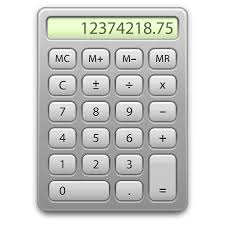 12374218.75
MC M+ M– MR
C ± ÷ x
7 8 9 –
4 5 6 +
1 2 3 =
0 .